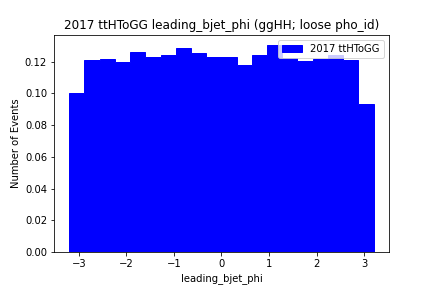 2017 ttHToGG leading_bjet_phi (ggHH; loose pho_id)
2017 ttHToGG
0.12
0.10
0.08
0.06
0.04
0.02
0.00
Number of Events
−3 −2 −1 0 1 2 3
leading_bjet_phi